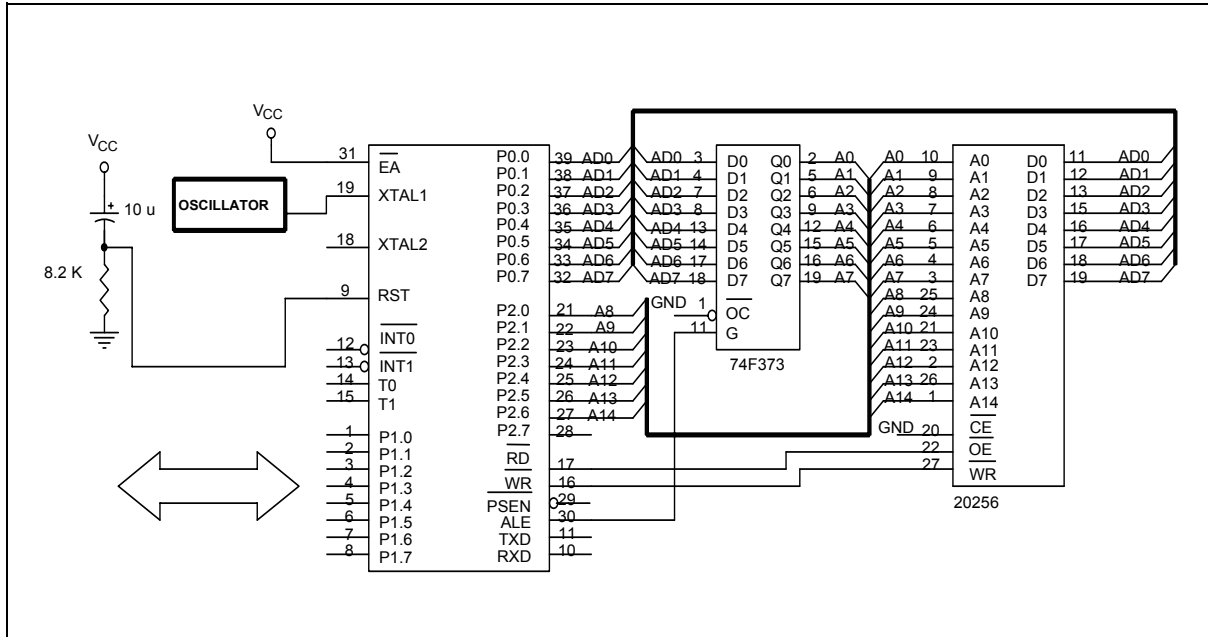 VCC
VCC
10 u
8.2 K
OSCILLATOR
31
19
18
9
12
13
14
15
1
2
3
4
5
6
7
8
EA
XTAL1
XTAL2
RST
INT0
INT1
T0
T1
P1.0
P1.1
P1.2
P1.3
P1.4
P1.5
P1.6
P1.7
P0.0 39 AD0
P0.1 38 AD1
P0.2 37 AD2
P0.3 36 AD3
P0.4 35 AD4
P0.5 34 AD5
P0.6 33 AD6
P0.7 32 AD7
P2.0 21 A8
P2.1 22 A9
P2.2 23 A10
P2.3 24 A11
P2.4 25 A12
P2.5 26 A13
P2.6 27 A14
P2.7 28
RD 17
WR 16
PSEN 29
ALE 30
TXD 11
RXD 10
AD0 3 D0 Q0 2 A0
AD1 4 D1 Q1 5 A1
AD2 7 D2 Q2 6 A2
AD3 8 D3 Q3 9 A3
AD4 13 D4 Q4 12 A4
AD5 14 D5 Q5 15 A5
AD6 17 D6 Q6 16 A6
AD7 18 D7 Q7 19 A7
GND 1 OC
11 G
74F373
A0 10 A0 D0 11 AD0
A1 9 A1 D1 12 AD1
A2 8 A2 D2 13 AD2
A3 7 A3 D3 15 AD3
A4 6 A4 D4 16 AD4
A5 5 A5 D5 17 AD5
A6 4 A6 D6 18 AD6
A7 3 A7 D7 19 AD7
A8 25 A8
A9 24 A9
A10 21 A10
A11 23 A11
A12 2 A12
A13 26 A13
A14 1 A14
GND 20 CE
22 OE
27 WR
20256